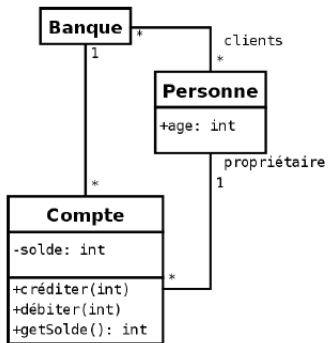 Banque
*
clients
1
*
Personne
+age: int
propriétaire
1
*
Compte
-solde: int
*
+créditer(int)
+débiter(int)
+getSolde(): int